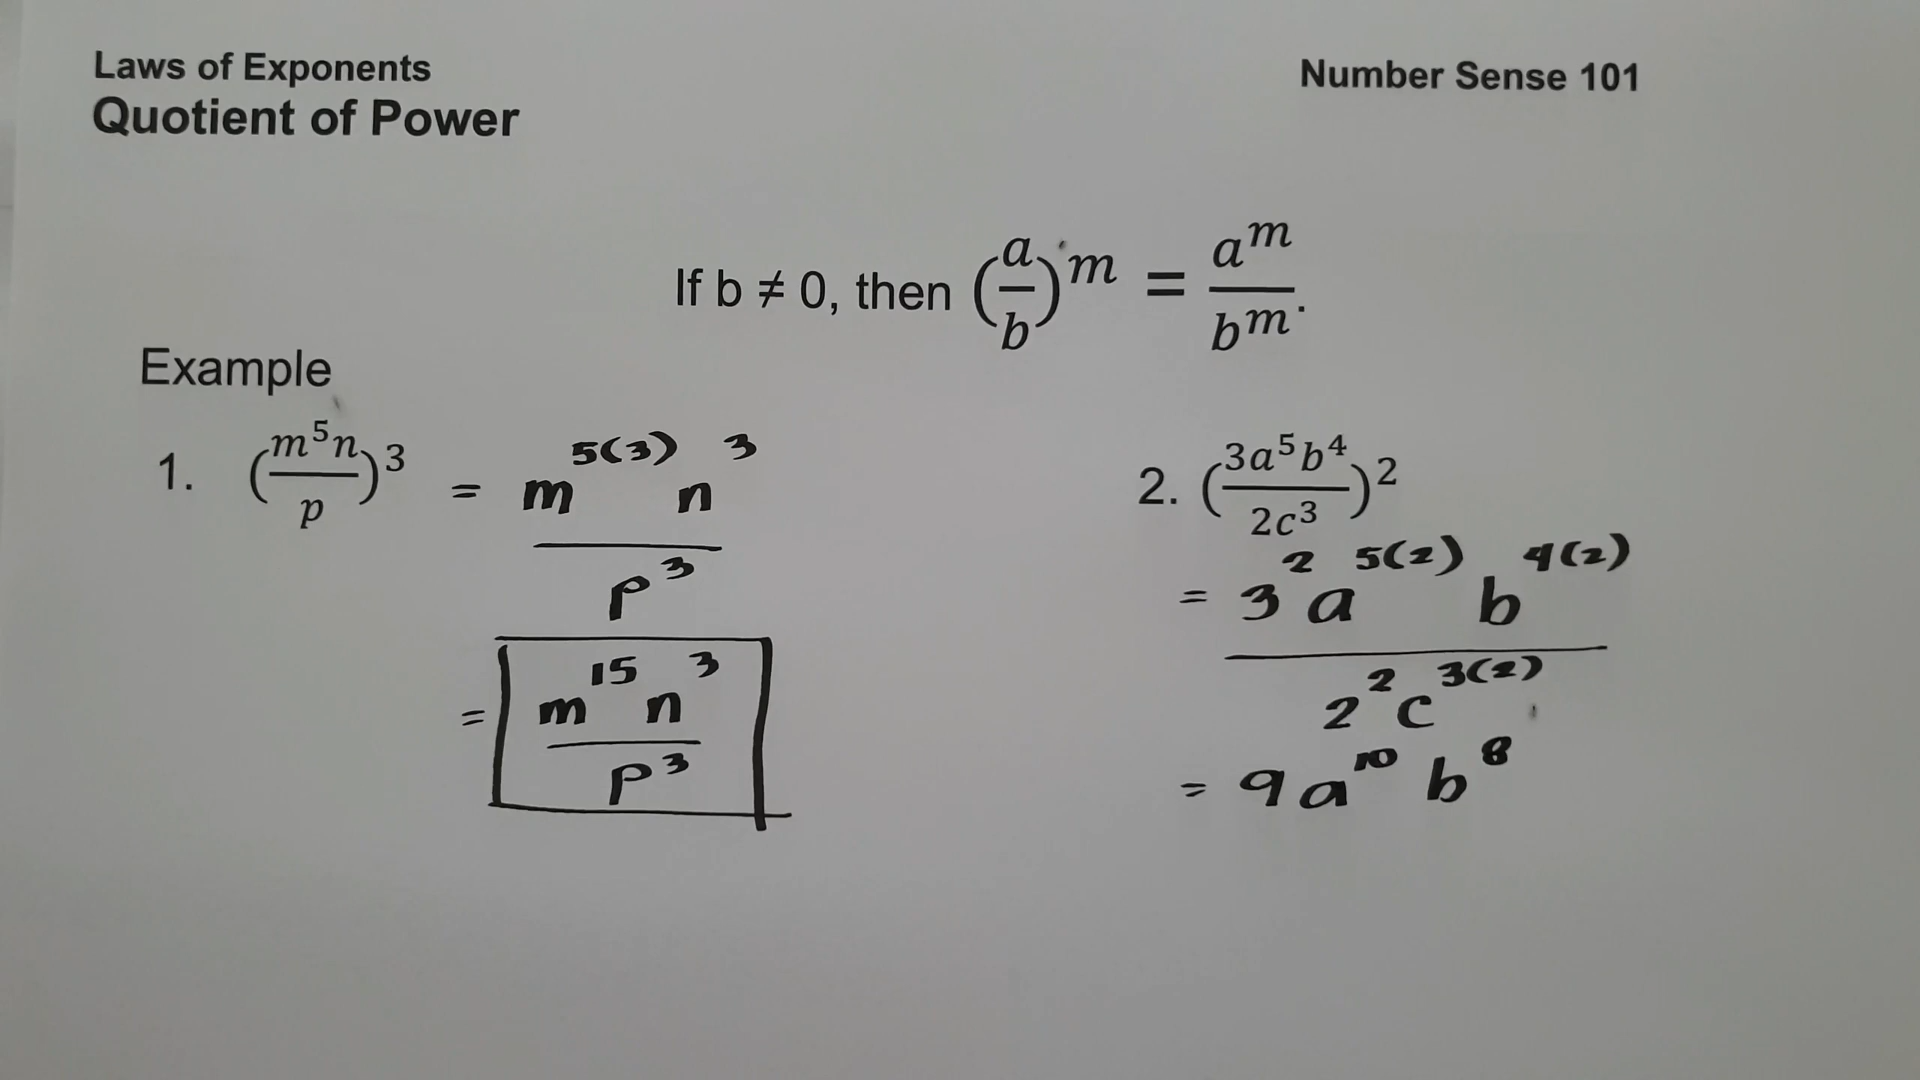 Laws of Exponents
Number Sense 101
Quotient of Power
If b ≠ 0, then (a/b)^m = a^m/b^m.
Example
1. (m^5n/p)^3 = m^5(3) n^3
p^3
= m^15 n^3
p^3
2. (3a^5b^4/2c^3)^2
= 3^2 a^5(2) b^4(2)
2^2 c^3(2)
= 9a^10 b^8